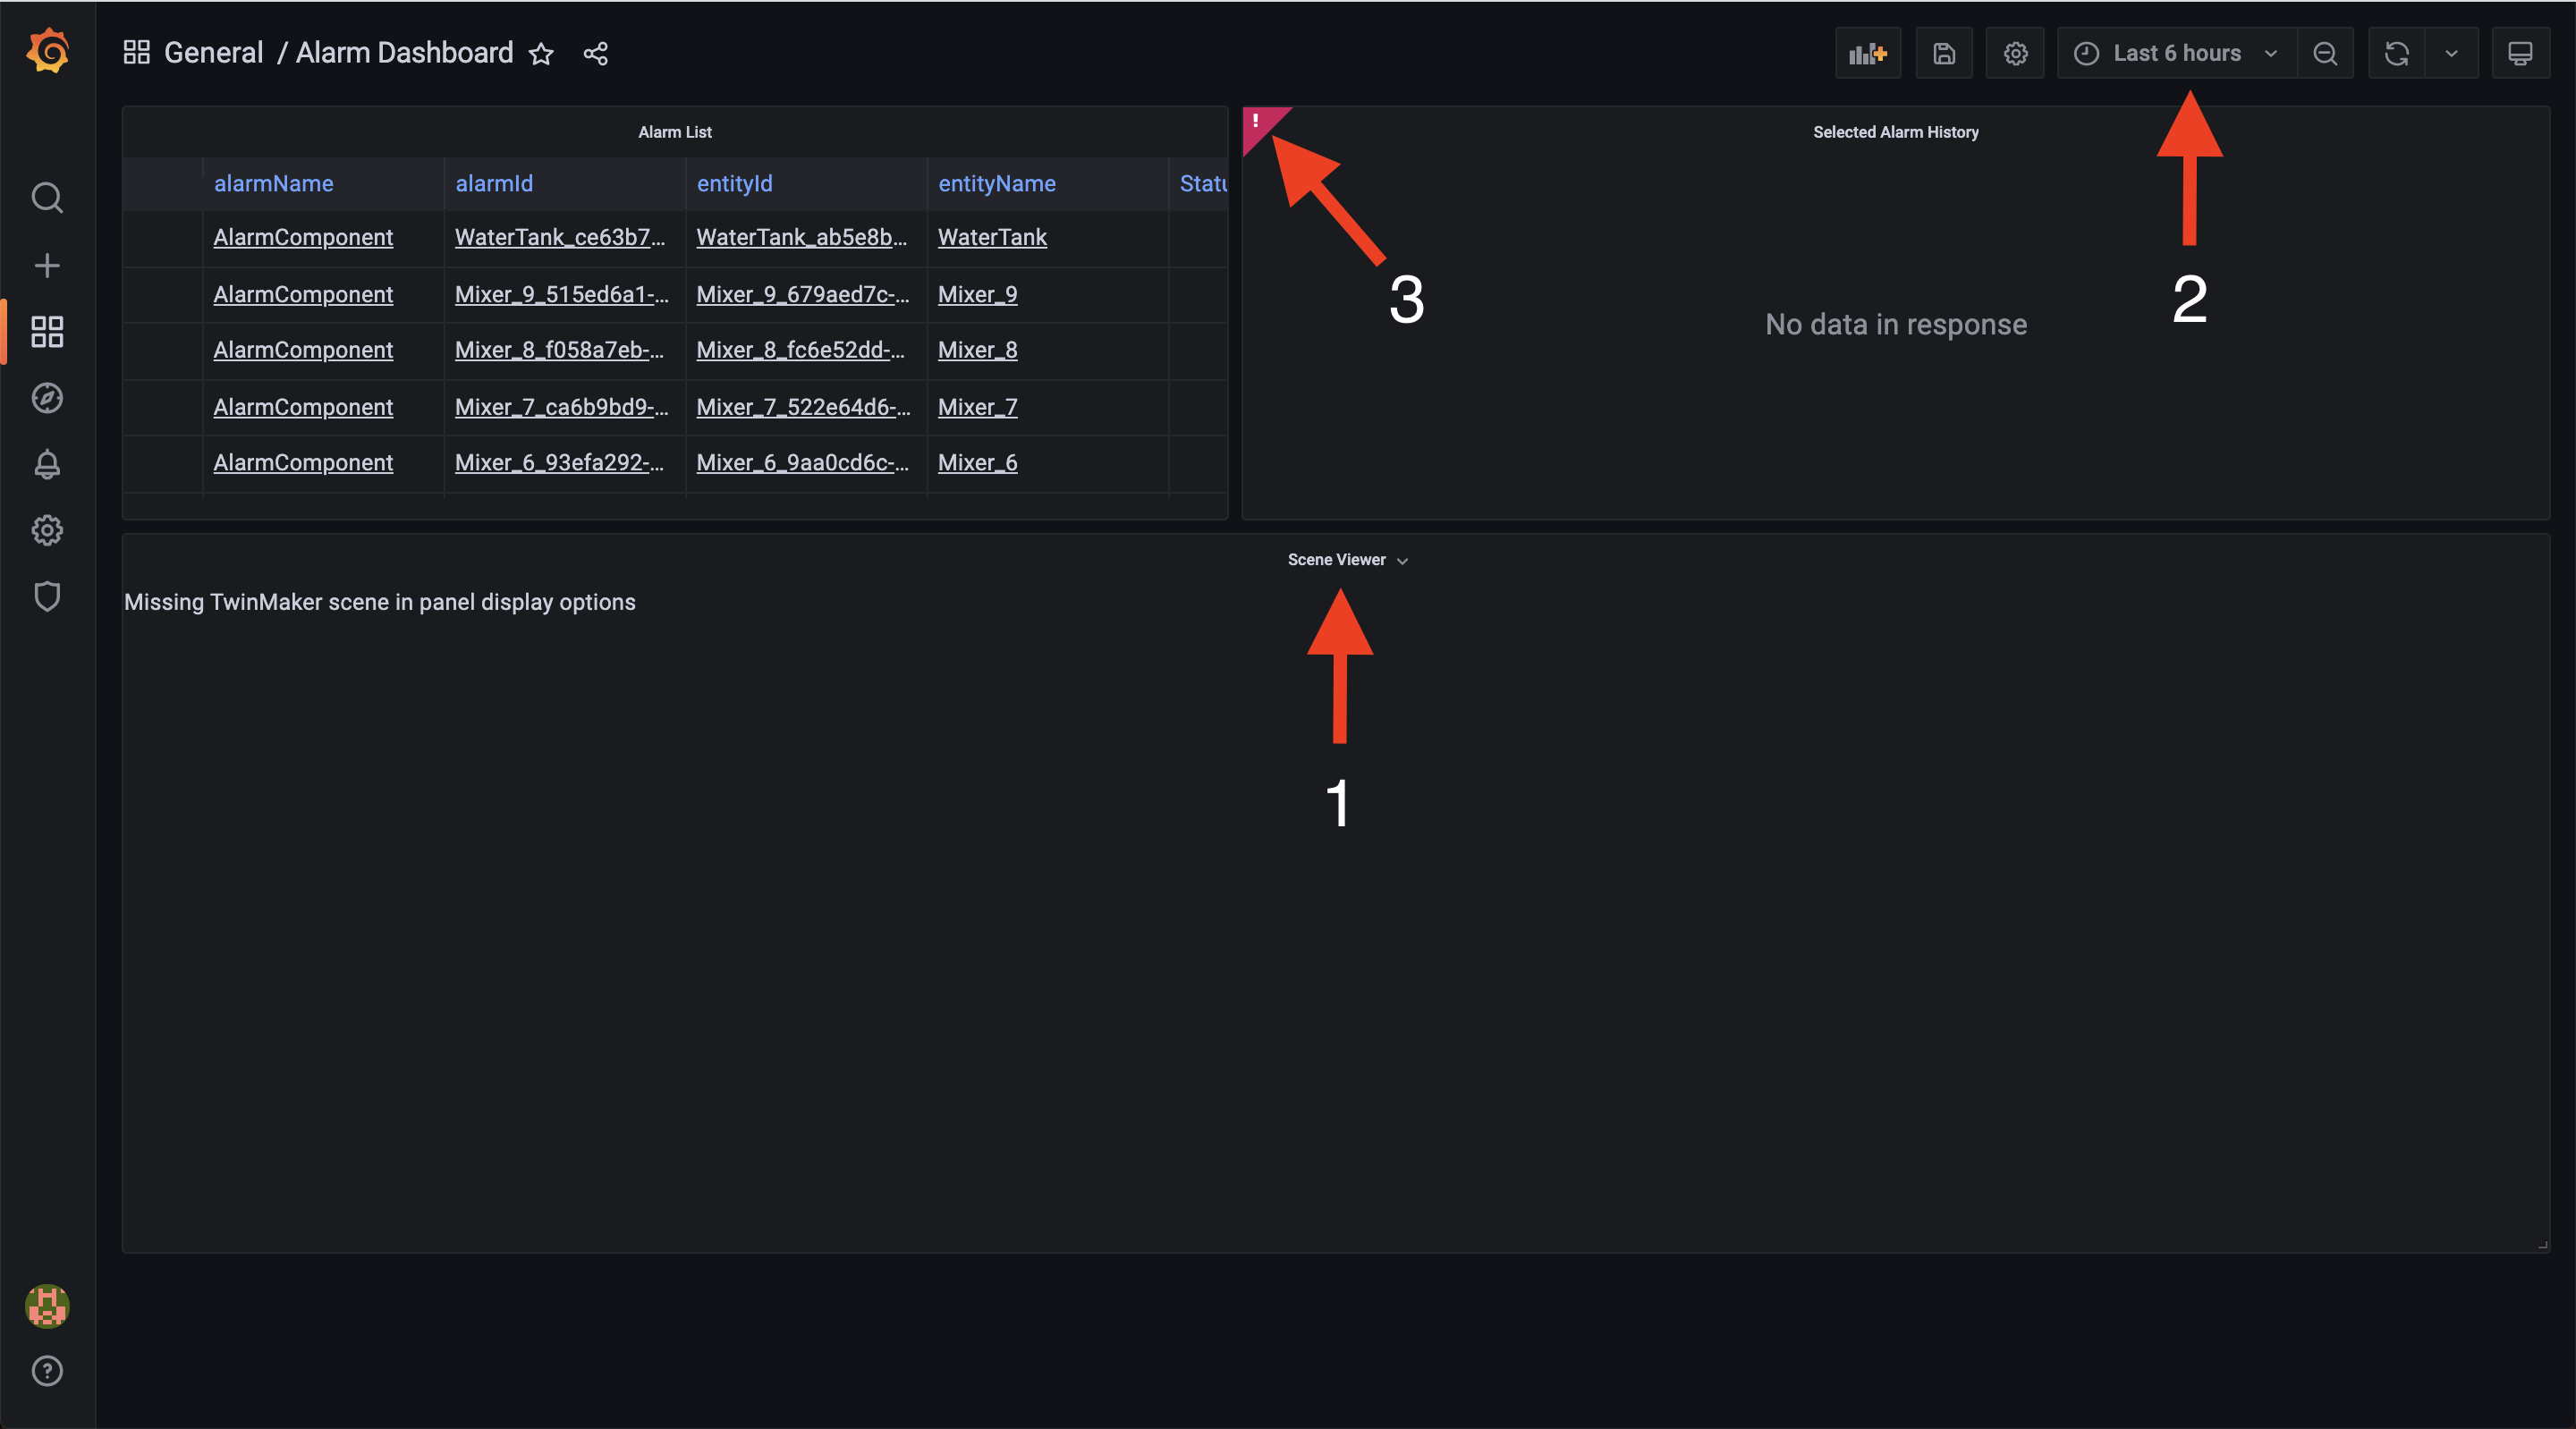 General / Alarm Dashboard
Last 6 hours
Alarm List
alarmName alarmId entityId entityName Statu
AlarmComponent WaterTank_ce63b7... WaterTank_ab5e8b... WaterTank
AlarmComponent Mixer_9_515ed6a1-... Mixer_9_679aed7c-... Mixer_9
AlarmComponent Mixer_8_f058a7eb-... Mixer_8_fc6e52dd-... Mixer_8
AlarmComponent Mixer_7_ca6b9bd9-... Mixer_7_522e64d6-... Mixer_7
AlarmComponent Mixer_6_93efa292-... Mixer_6_9aa0cd6c-... Mixer_6
!
Selected Alarm History
3
2
No data in response
Scene Viewer
Missing TwinMaker scene in panel display options
1
?